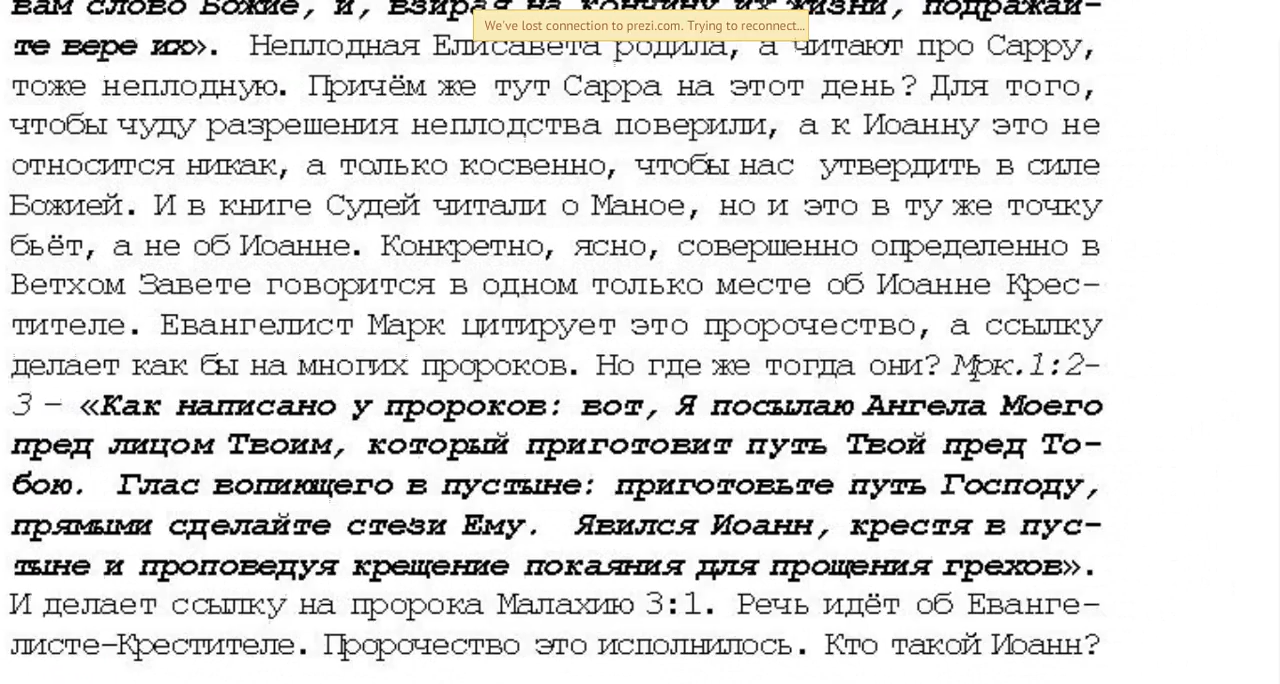 вам слово Божие, и, взирая на кончину их жизни, подражай-
We've lost connection to prezi.com. Trying to reconnect...
те вере их». Неплодная Елисавета родила, а читают про Сарру,
тоже неплодную. Причём же тут Сарра на этот день? Для того,
чтобы чуду разрешения неплодства поверили, а к Иоанну это не
относится никак, а только косвенно, чтобы нас утвердить в силе
Божией. И в книге Судей читали о Маное, но и это в ту же точку
бьёт, а не об Иоанне. Конкретно, ясно, совершенно определенно в
Ветхом Завете говорится в одном только месте об Иоанне Крес-
тителе. Евангелист Марк цитирует это пророчество, а ссылку
делает как бы на многих пророков. Но где же тогда они? Мрк.1:2-
3 – «Как написано у пророков: вот, Я посылаю Ангела Моего
пред лицом Твоим, который приготовит путь Твой пред То-
бою. Глас вопиющего в пустыне: приготовьте путь Господу,
прямыми сделайте стези Ему. Явился Иоанн, крестя в пус-
тыне и проповедуя крещение покаяния для прощения грехов».
И делает ссылку на пророка Малахию 3:1. Речь идёт об Еванге-
листе-Крестителе. Пророчество это исполнилось. Кто такой Иоанн?